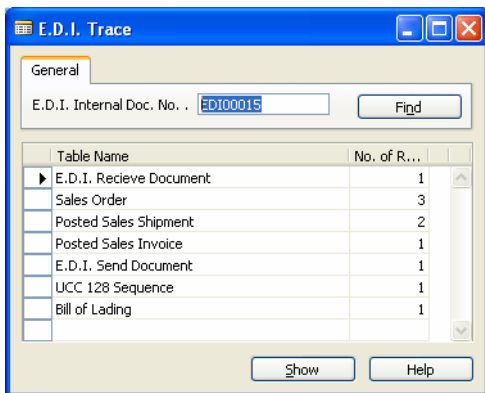 E.D.I. Trace
General
E.D.I. Internal Doc. No. . EDI00015 Find
Table Name No. of R...
E.D.I. Recieve Document 1
Sales Order 3
Posted Sales Shipment 2
Posted Sales Invoice 1
E.D.I. Send Document 1
UCC 128 Sequence 1
Bill of Lading 1
Show Help